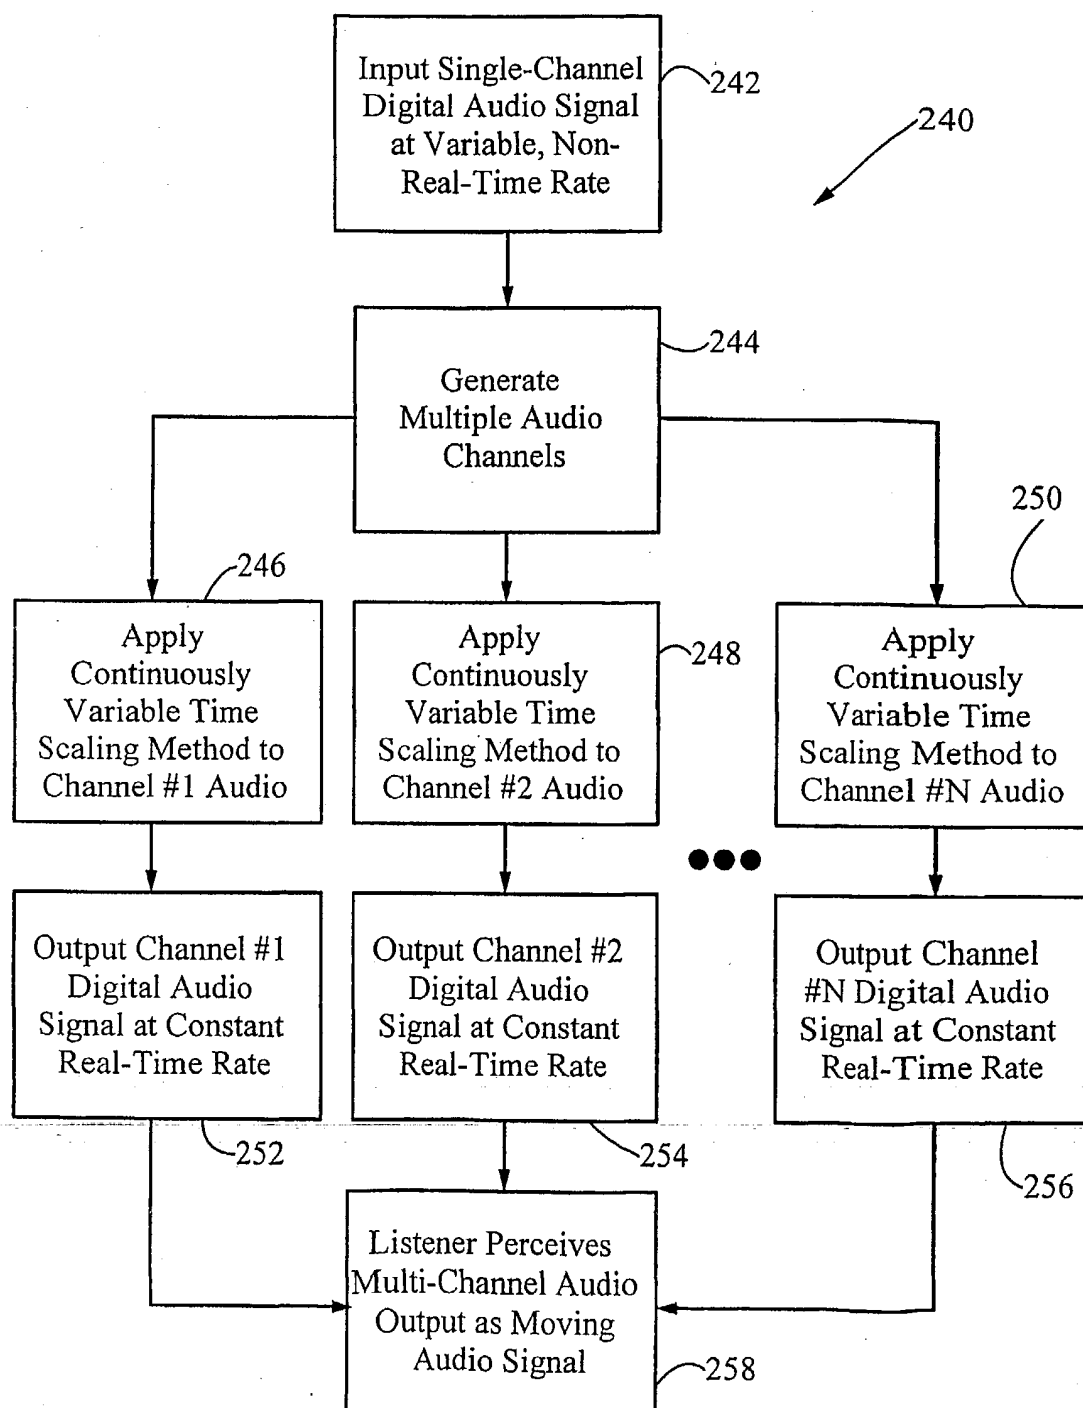 Input Single-Channel
Digital Audio Signal
at Variable, Non-
Real-Time Rate
242
240
Generate
Multiple Audio
Channels
244
246
Apply
Continuously
Variable Time
Scaling Method to
Channel #1 Audio
Apply
Continuously
Variable Time
Scaling Method to
Channel #2 Audio
248
250
Apply
Continuously
Variable Time
Scaling Method to
Channel #N Audio
Output Channel #1
Digital Audio
Signal at Constant
Real-Time Rate
252
Output Channel #2
Digital Audio
Signal at Constant
Real-Time Rate
254
Output Channel
#N Digital Audio
Signal at Constant
Real-Time Rate
256
Listener Perceives
Multi-Channel Audio
Output as Moving
Audio Signal
258